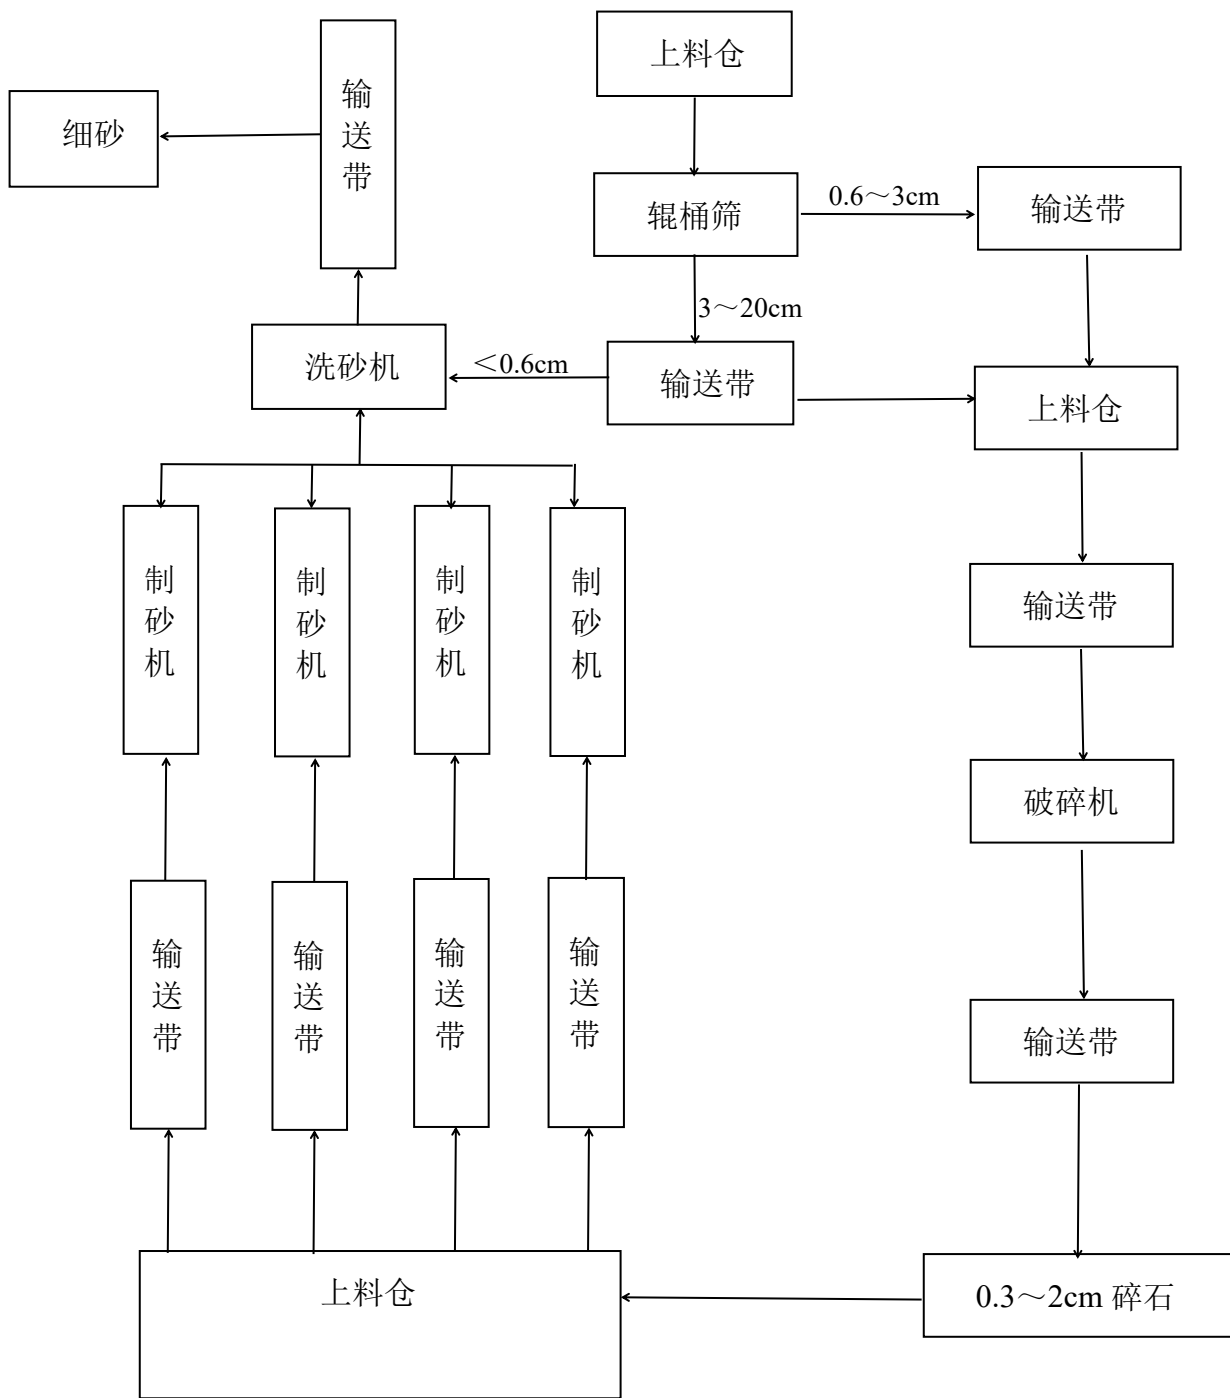 上料仓
输送带
细砂
辊桶筛
0.6～3cm
输送带
3～20cm
洗砂机
＜0.6cm
输送带
上料仓
制砂机
制砂机
制砂机
制砂机
输送带
破碎机
输送带
输送带
输送带
输送带
输送带
上料仓
0.3～2cm 碎石